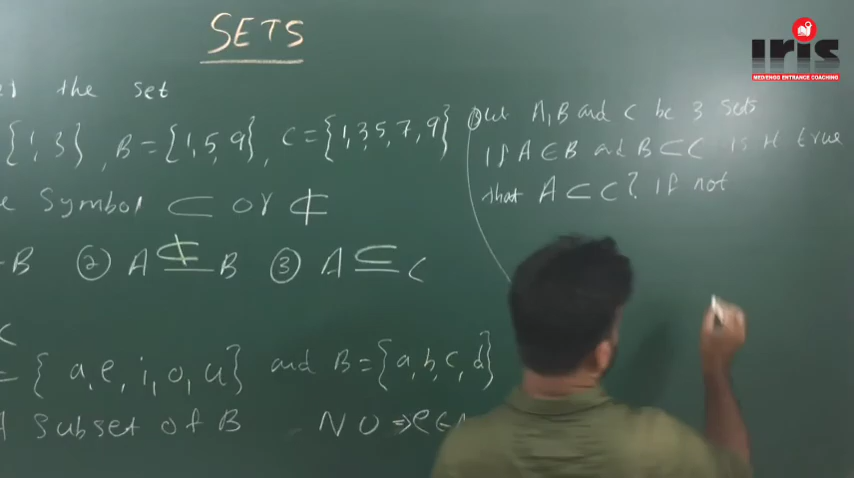 SETS
the set
{1,3}, B={1,5,9}, C={1,3,5,7,9}
Symbol ⊂ or ⊄
B ② A ⊄ B ③ A ⊆ C
C
= {a,e,i,o,u} and B={a,b,c,d}
A subset of B NO ⇒ e ∈
① Let A,B and C be 3 sets
If A∈B and B⊂C is it true
that A⊂C? if not
iris
MED/ENGG ENTRANCE COACHING